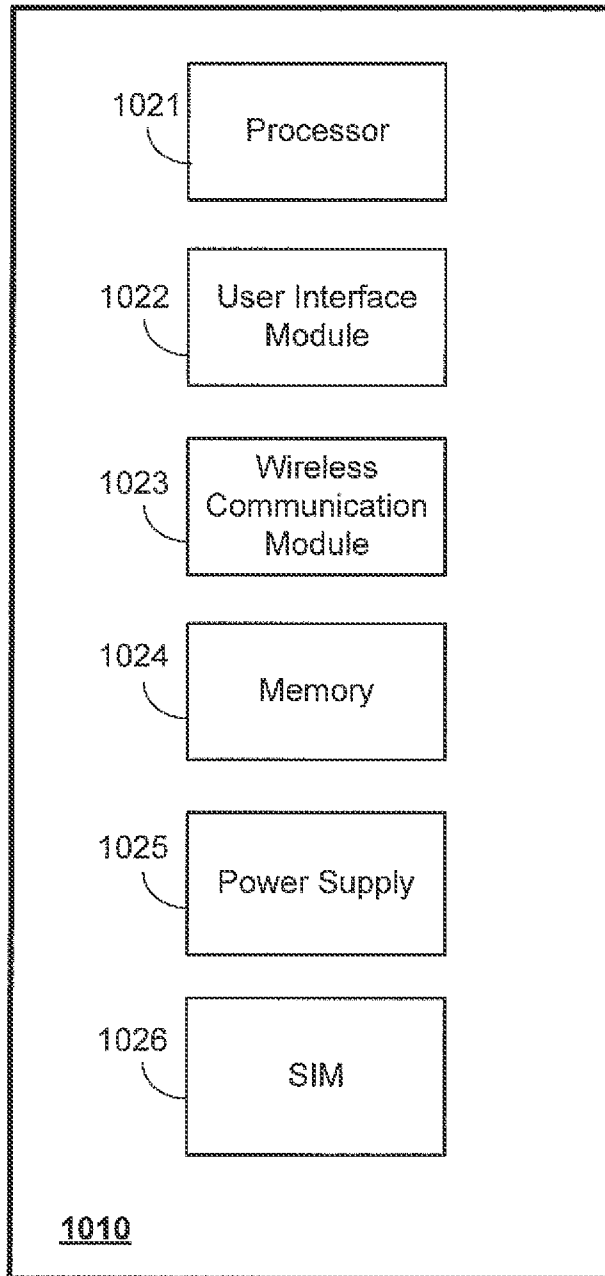 1021
Processor
1022
User Interface
Module
1023
Wireless
Communication
Module
1024
Memory
1025
Power Supply
1026
SIM
1010